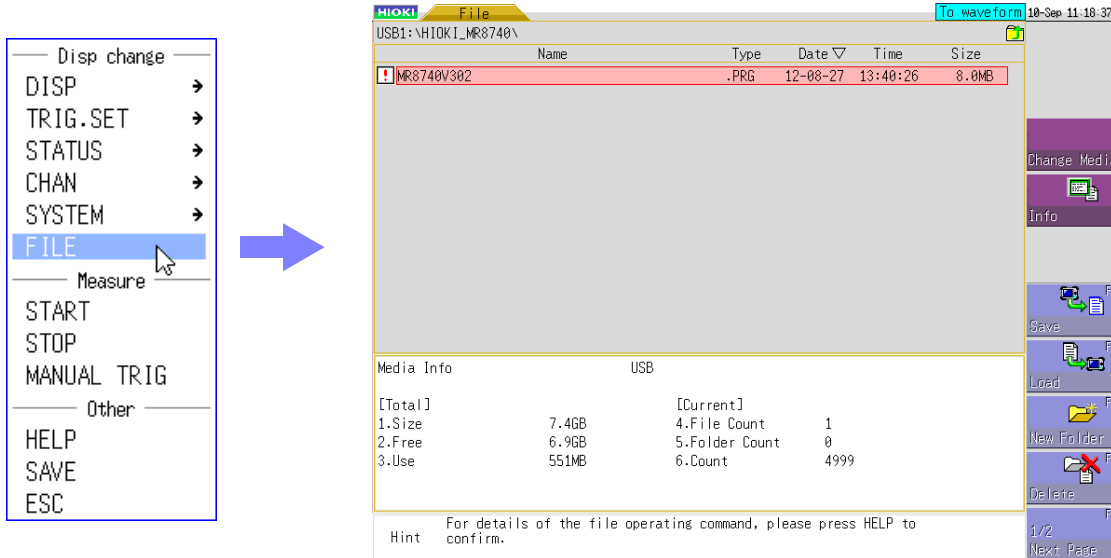 Disp change
DISP
TRIG.SET
STATUS
CHAN
SYSTEM
FILE
Measure
START
STOP
MANUAL TRIG
Other
HELP
SAVE
ESC
HIOKI File To waveform 10-Sep 11:18:37
USB1:\HIOKI_MR8740\
Name Type Date▽ Time Size
! MR8740V302 .PRG 12-08-27 13:40:26 8.0MB
Change Medi
Info
Save
Load
New Folder
Delete
1/2
Next Page
Media Info USB
[Total] [Current]
1.Size 7.4GB 4.File Count 1
2.Free 6.9GB 5.Folder Count 0
3.Use 551MB 6.Count 4999
Hint For details of the file operating command, please press HELP to
confirm.